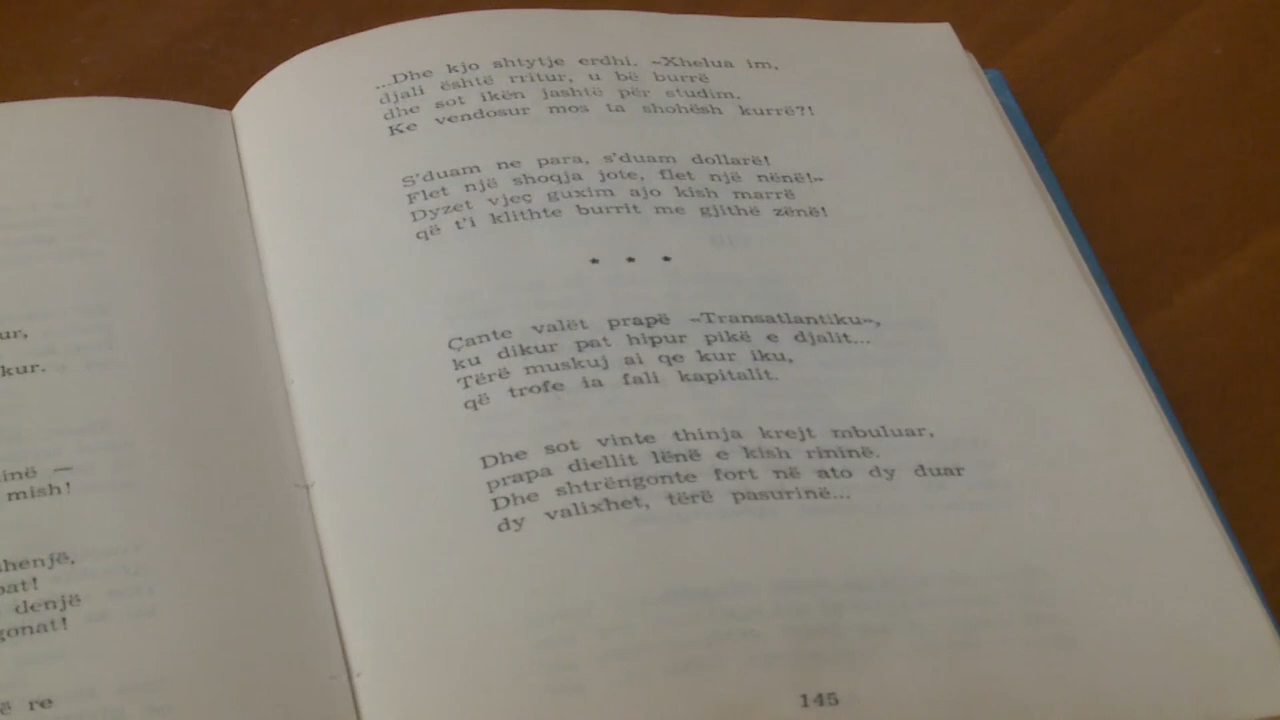 ur,
kur.
inë —
mish!
henjë,
pat!
denjë
gonat!
ë re
...Dhe kjo shtytje erdhi. «Xhelua im,
djali është rritur, u bë burrë
dhe sot ikën jashtë për studim.
Ke vendosur mos ta shohësh kurrë?!
S'duam ne para, s'duam dollarë!
Flet një shoqja jote, flet një nënë!»
Dyzet vjeç guxim ajo kish marrë
që t'i klithte burrit me gjithë zënë!
* * *
Çante valët prapë «Transatlantiku»,
ku dikur pat hipur pikë e djalit...
Tërë muskuj ai qe kur iku,
që trofe ia fali kapitalit.
Dhe sot vinte thinja krejt mbuluar,
prapa diellit lënë e kish rininë.
Dhe shtrëngonte fort në ato dy duar
dy valixhet, tërë pasurinë...
145